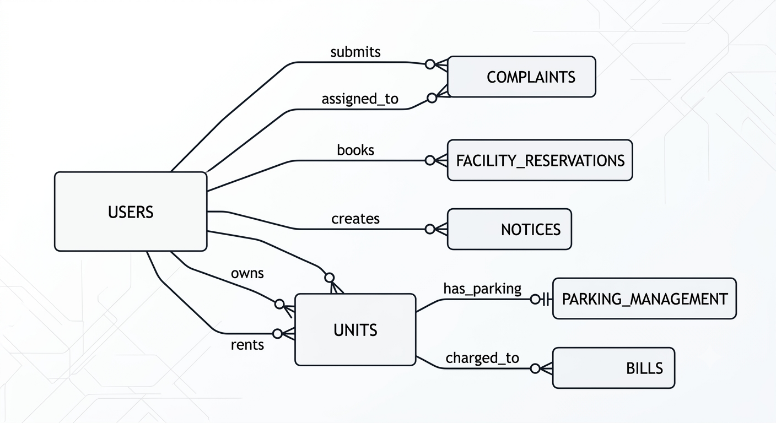 submits
COMPLAINTS
assigned_to
books
FACILITY_RESERVATIONS
USERS
creates
NOTICES
owns
has_parking
PARKING_MANAGEMENT
UNITS
rents
charged_to
BILLS